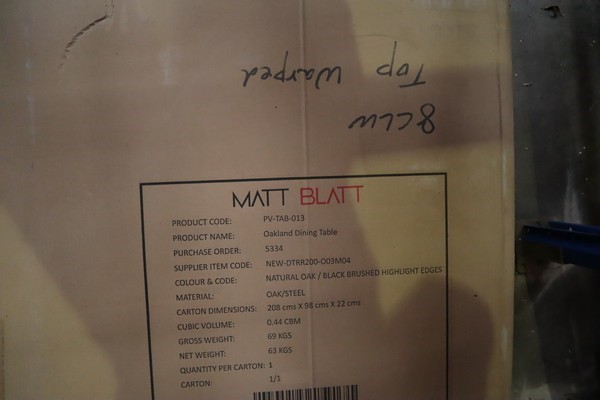 Top Warped
MATT BLATT
PRODUCT CODE: PV-TAB-013
PRODUCT NAME: Oakland Dining Table
PURCHASE ORDER: 5334
SUPPLIER ITEM CODE: NEW-DTRR200-O03M04
COLOUR & CODE: NATURAL OAK / BLACK BRUSHED HIGHLIGHT EDGES
MATERIAL: OAK/STEEL
CARTON DIMENSIONS: 208 cms X 98 cms X 22 cms
CUBIC VOLUME: 0.44 CBM
GROSS WEIGHT: 69 KGS
NET WEIGHT: 63 KGS
QUANTITY PER CARTON: 1
CARTON: 1/1